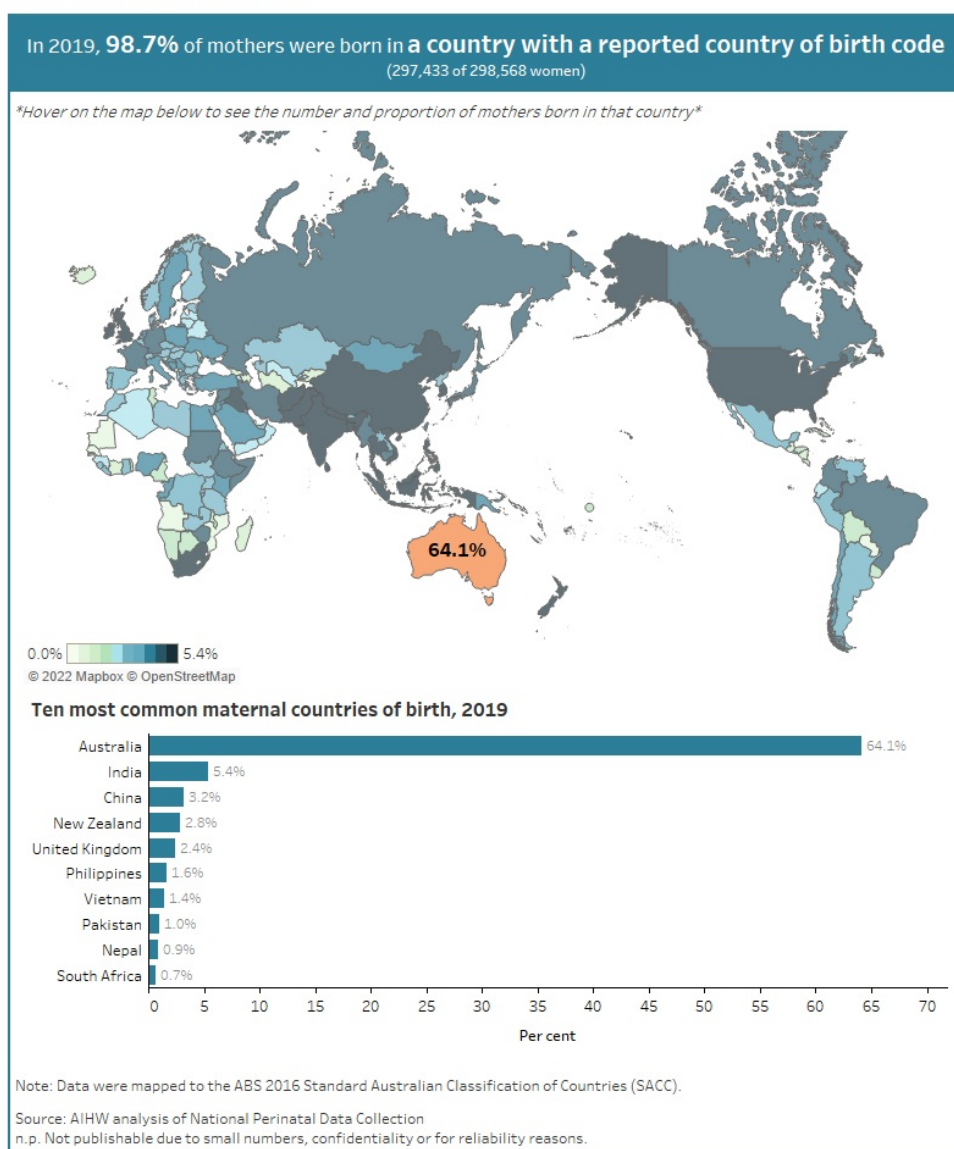 In 2019, 98.7% of mothers were born in a country with a reported country of birth code
(297,433 of 298,568 women)
*Hover on the map below to see the number and proportion of mothers born in that country*
64.1%
0.0% 5.4%
© 2022 Mapbox © OpenStreetMap
Ten most common maternal countries of birth, 2019
Australia 64.1%
India 5.4%
China 3.2%
New Zealand 2.8%
United Kingdom 2.4%
Philippines 1.6%
Vietnam 1.4%
Pakistan 1.0%
Nepal 0.9%
South Africa 0.7%
0 5 10 15 20 25 30 35 40 45 50 55 60 65 70
Per cent
Note: Data were mapped to the ABS 2016 Standard Australian Classification of Countries (SACC).
Source: AIHW analysis of National Perinatal Data Collection
n.p. Not publishable due to small numbers, confidentiality or for reliability reasons.